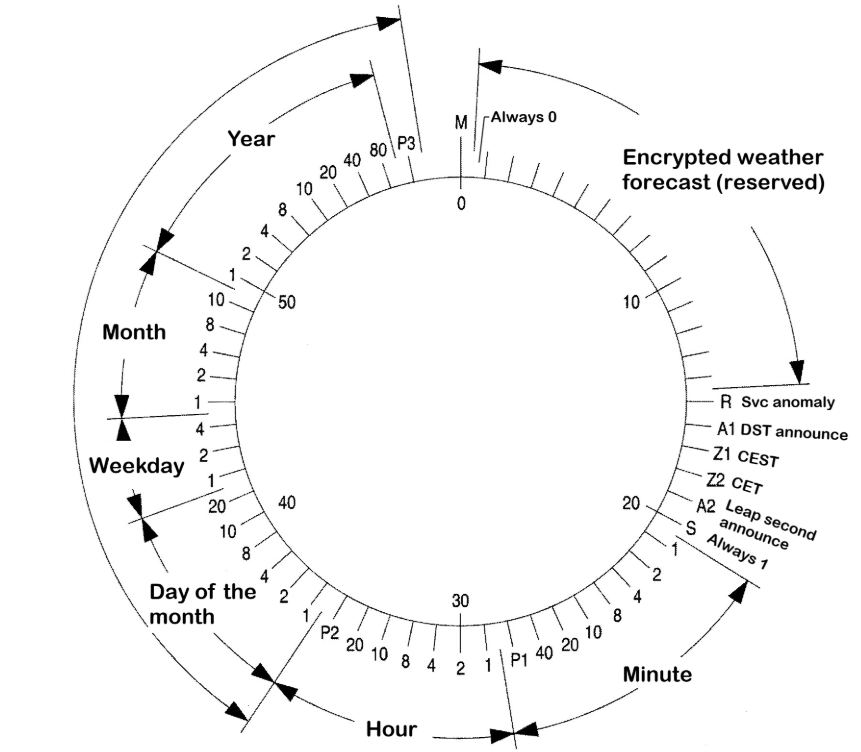 M
Always 0
Encrypted weather
forecast (reserved)
0
10
R Svc anomaly
A1 DST announce
Z1 CEST
Z2 CET
A2 Leap second
announce
20
S Always 1
1
2
4
8
10
20
40
P1
Minute
30
1
2
4
8
10
20
P2
Hour
1
2
4
8
10
20
Day of the
month
40
1
2
4
Weekday
1
2
4
8
10
Month
50
1
2
4
8
10
20
40
80
Year
P3